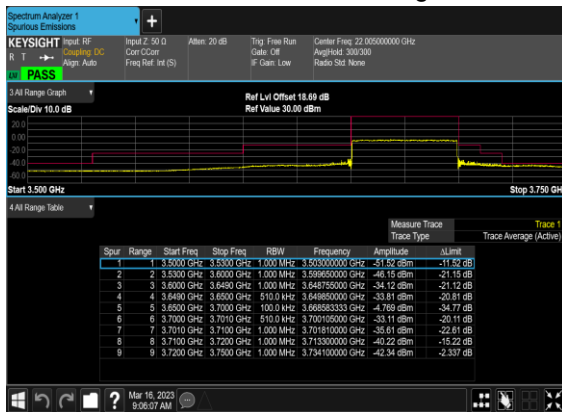 Spectrum Analyzer 1
Spurious Emissions
KEYSIGHT Input: RF Input Z: 50 Ω Atten: 20 dB Trig: Free Run Center Freq: 22.005000000 GHz
R T Coupling: DC Corr CCorr Gate: Off Avg|Hold: 300/300
Align: Auto Freq Ref: Int (S) IF Gain: Low Radio Std: None
PASS
3 All Range Graph
Ref Lvl Offset 18.69 dB
Scale/Div 10.0 dB Ref Value 30.00 dBm
20.0
0.00
-20.0
-40.0
-60.0
Start 3.500 GHz Stop 3.750 GH
4 All Range Table
Measure Trace Trace 1
Trace Type Trace Average (Active)
Spur Range Start Freq Stop Freq RBW Frequency Amplitude ΔLimit
1 1 3.5000 GHz 3.5300 GHz 1.000 MHz 3.503000000 GHz -51.52 dBm -11.52 dB
2 2 3.5300 GHz 3.6000 GHz 1.000 MHz 3.599650000 GHz -46.15 dBm -21.15 dB
3 3 3.6000 GHz 3.6490 GHz 1.000 MHz 3.648755000 GHz -34.12 dBm -21.12 dB
4 4 3.6490 GHz 3.6500 GHz 510.0 kHz 3.649850000 GHz -33.81 dBm -20.81 dB
5 5 3.6500 GHz 3.7000 GHz 100.0 kHz 3.668583333 GHz -4.769 dBm -34.77 dB
6 6 3.7000 GHz 3.7010 GHz 510.0 kHz 3.700105000 GHz -33.11 dBm -20.11 dB
7 7 3.7010 GHz 3.7100 GHz 1.000 MHz 3.701810000 GHz -35.61 dBm -22.61 dB
8 8 3.7100 GHz 3.7200 GHz 1.000 MHz 3.713300000 GHz -40.22 dBm -15.22 dB
9 9 3.7200 GHz 3.7500 GHz 1.000 MHz 3.734100000 GHz -42.34 dBm -2.337 dB
Mar 16, 2023
9:06:07 AM